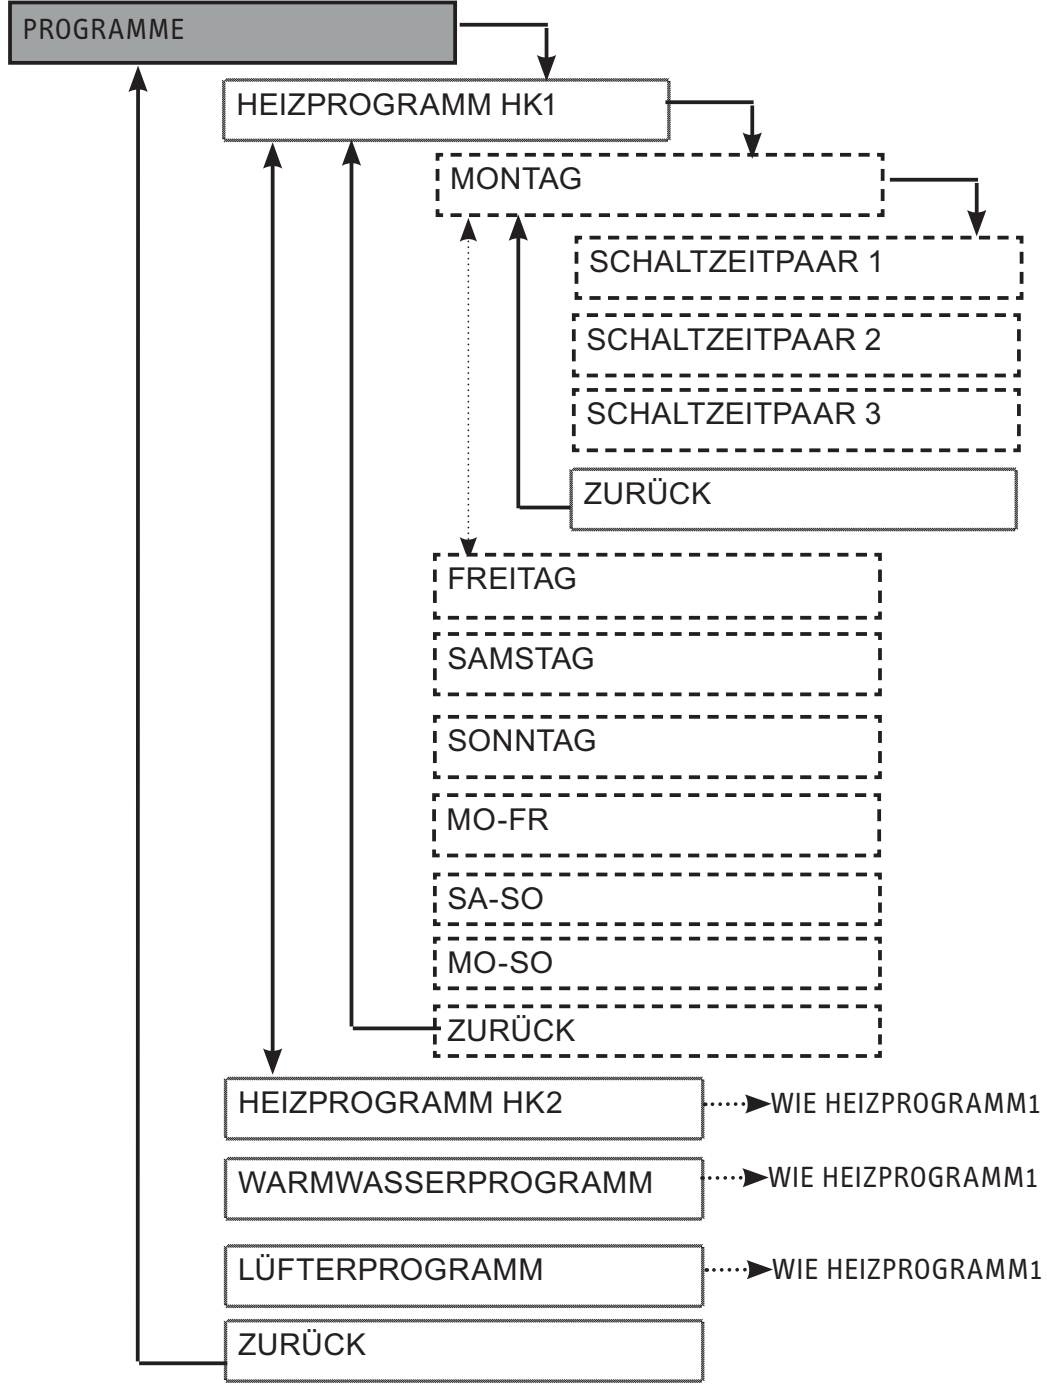 PROGRAMME
HEIZPROGRAMM HK1
MONTAG
SCHALTZEITPAAR 1
SCHALTZEITPAAR 2
SCHALTZEITPAAR 3
ZURÜCK
FREITAG
SAMSTAG
SONNTAG
MO-FR
SA-SO
MO-SO
ZURÜCK
HEIZPROGRAMM HK2 WIE HEIZPROGRAMM1
WARMWASSERPROGRAMM WIE HEIZPROGRAMM1
LÜFTERPROGRAMM WIE HEIZPROGRAMM1
ZURÜCK